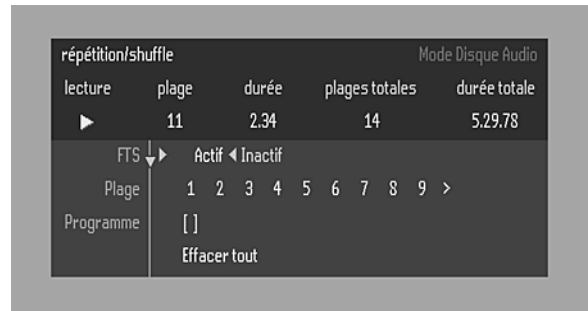 répétition/shuffle Mode Disque Audio
lecture plage durée plages totales durée totale
11 2.34 14 5.29.78
FTS Actif Inactif
Plage 1 2 3 4 5 6 7 8 9 >
Programme [ ]
Effacer tout